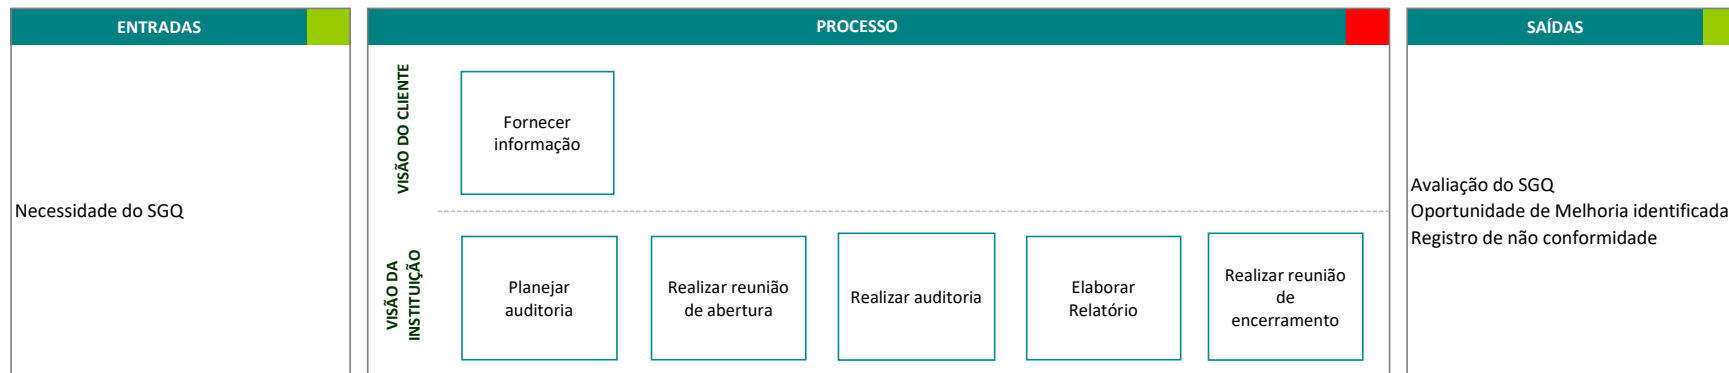 ENTRADAS
PROCESSO
SAÍDAS
Necessidade do SGQ
VISÃO DO CLIENTE
Fornecer
informação
VISÃO DA
INSTITUIÇÃO
Planejar
auditoria
Realizar reunião
de abertura
Realizar auditoria
Elaborar
Relatório
Realizar reunião
de
encerramento
Avaliação do SGQ
Oportunidade de Melhoria identificada
Registro de não conformidade